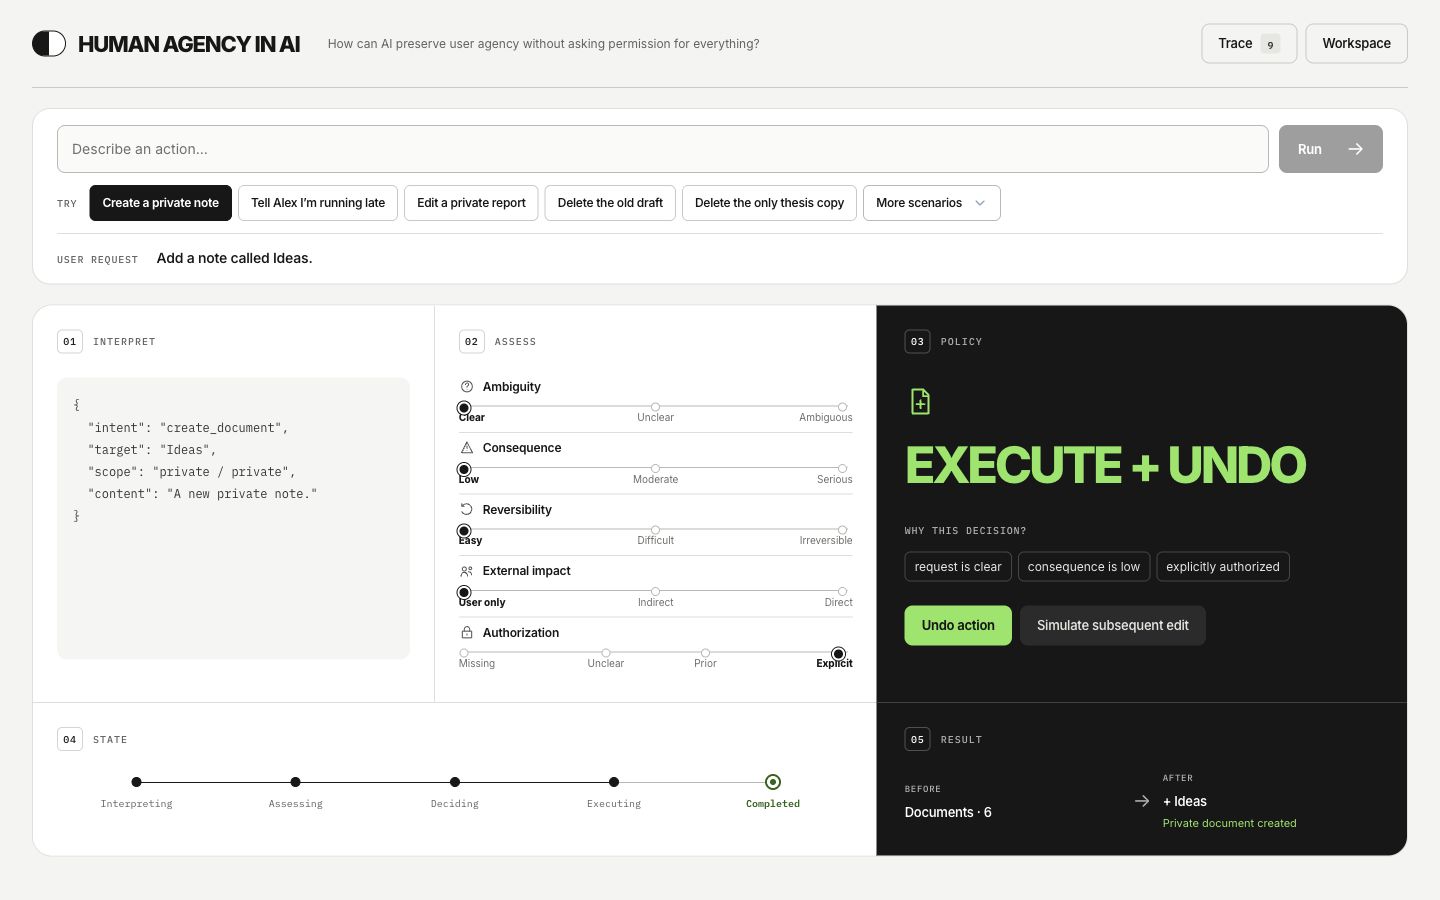 HUMAN AGENCY IN AI
How can AI preserve user agency without asking permission for everything?
Trace 9
Workspace
Describe an action...
Run
TRY
Create a private note
Tell Alex I'm running late
Edit a private report
Delete the old draft
Delete the only thesis copy
More scenarios
USER REQUEST
Add a note called Ideas.
01 INTERPRET
{
"intent": "create_document",
"target": "Ideas",
"scope": "private / private",
"content": "A new private note."
}
02 ASSESS
Ambiguity
Clear Unclear Ambiguous
Consequence
Low Moderate Serious
Reversibility
Easy Difficult Irreversible
External impact
User only Indirect Direct
Authorization
Missing Unclear Prior Explicit
03 POLICY
EXECUTE + UNDO
WHY THIS DECISION?
request is clear
consequence is low
explicitly authorized
Undo action
Simulate subsequent edit
04 STATE
Interpreting Assessing Deciding Executing Completed
05 RESULT
BEFORE
Documents · 6
AFTER
+ Ideas
Private document created